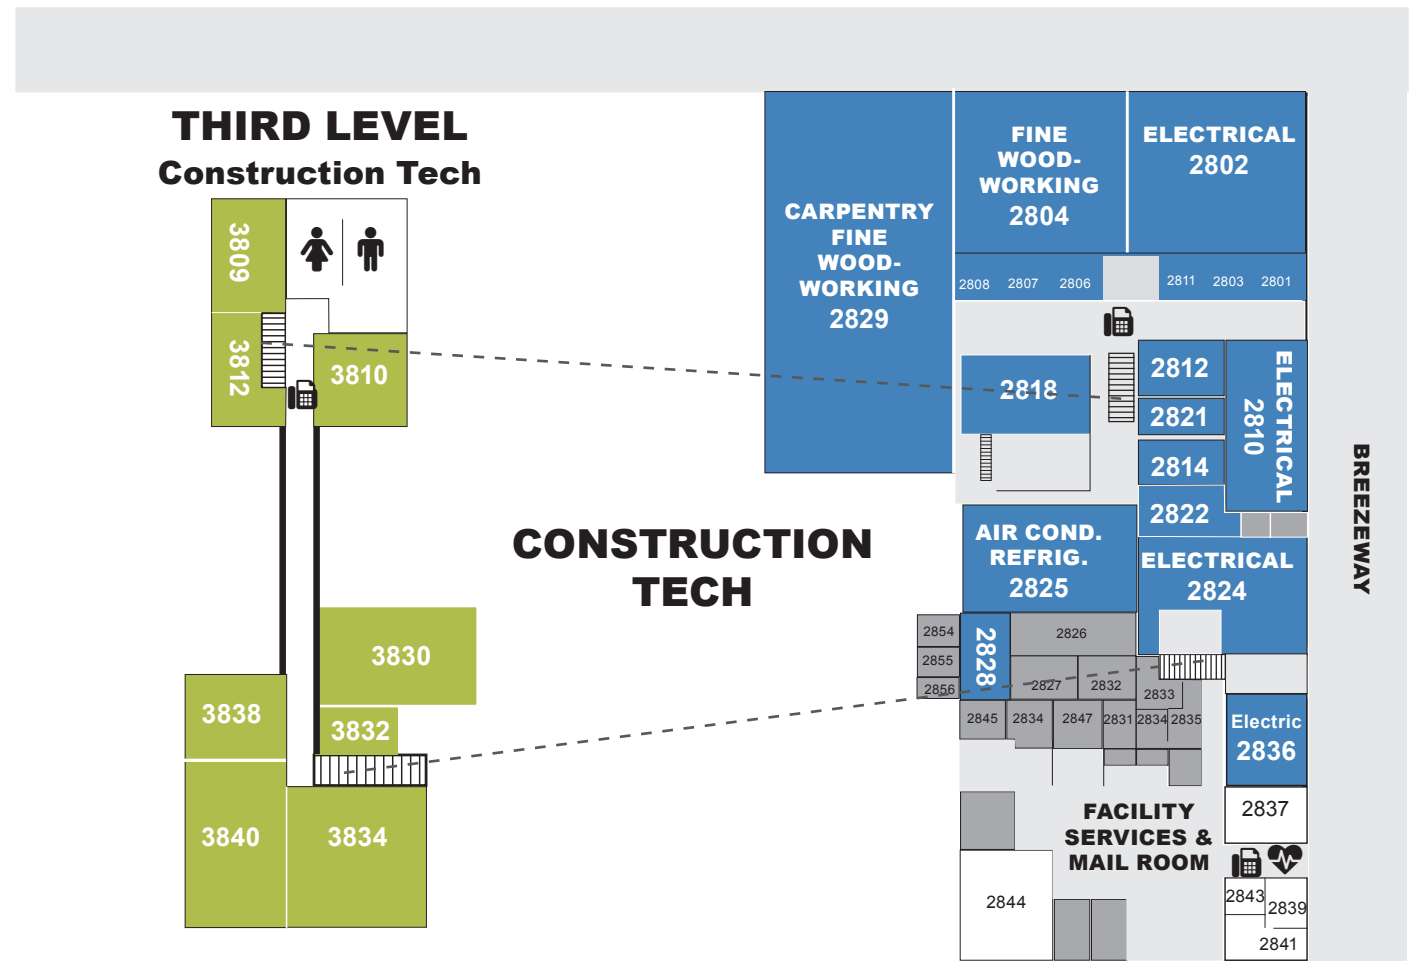 THIRD LEVEL
Construction Tech
3809
3812
3810
3830
3832
3838
3840
3834
CONSTRUCTION
TECH
CARPENTRY
FINE
WOOD-
WORKING
2829
FINE
WOOD-
WORKING
2804
ELECTRICAL
2802
2808
2807
2806
2811
2803
2801
2818
2812
2821
2814
2822
ELECTRICAL
2810
BREEZEWAY
AIR COND.
REFRIG.
2825
ELECTRICAL
2824
2854
2855
2856
2828
2826
2827
2832
2833
2845
2834
2847
2831
2834
2835
Electric
2836
2837
FACILITY
SERVICES &
MAIL ROOM
2844
2843
2839
2841